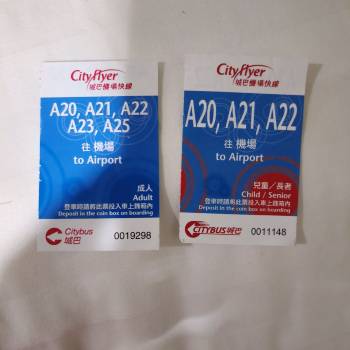 Cityflyer
城巴機場快線
A20, A21, A22
A23, A25
往 機場
to Airport
成人
Adult
登車時請將此票投入車上錢箱內
Deposit in the coin box on boarding
Citybus
城巴
0019298
Cityflyer
城巴機場快線
A20, A21, A22
往 機場
to Airport
兒童／長者
Child / Senior
登車時請將此票投入車上錢箱內
Deposit in the coin box on boarding
CITYBUS 城巴
0011148